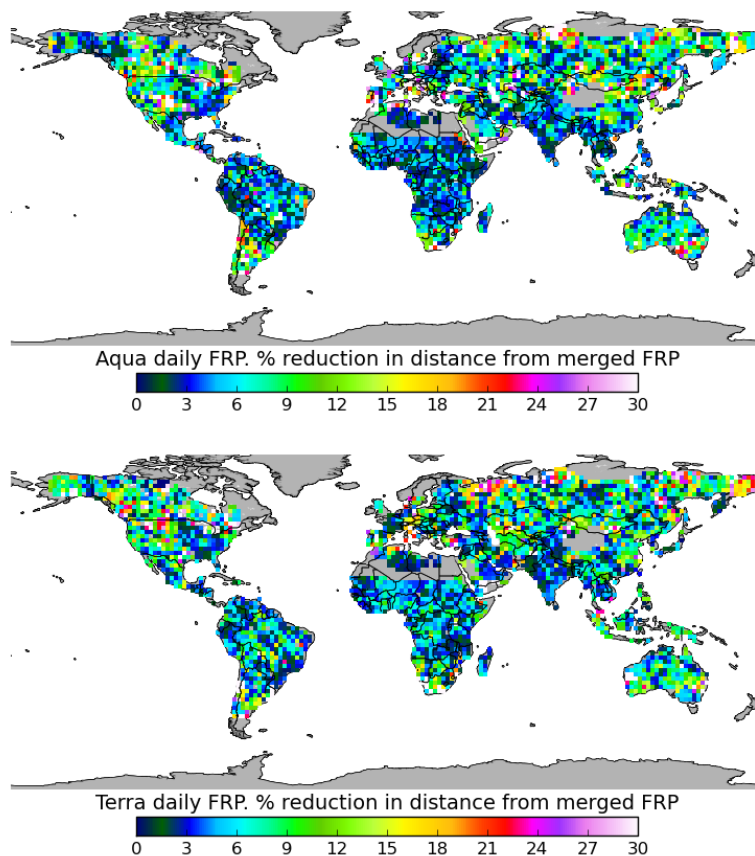 Aqua daily FRP. % reduction in distance from merged FRP
0 3 6 9 12 15 18 21 24 27 30
Terra daily FRP. % reduction in distance from merged FRP
0 3 6 9 12 15 18 21 24 27 30